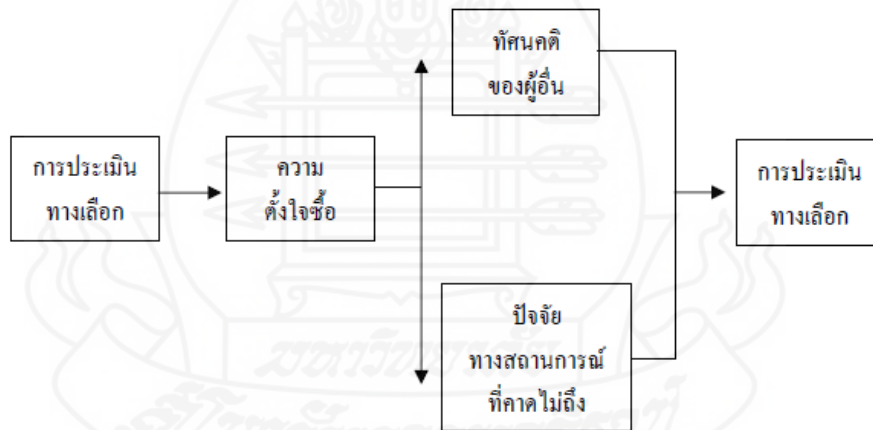 การประเมิน
ทางเลือก
ความ
ตั้งใจซื้อ
ทัศนคติ
ของผู้อื่น
ปัจจัย
ทางสถานการณ์
ที่คาดไม่ถึง
การประเมิน
ทางเลือก